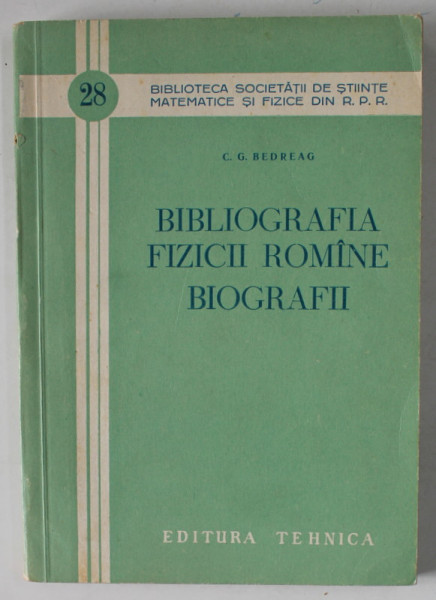 28
BIBLIOTECA SOCIETĂȚII DE ȘTIINȚE
MATEMATICE ȘI FIZICE DIN R. P. R.
C. G. BEDREAG
BIBLIOGRAFIA
FIZICII ROMÎNE
BIOGRAFII
EDITURA TEHNICA